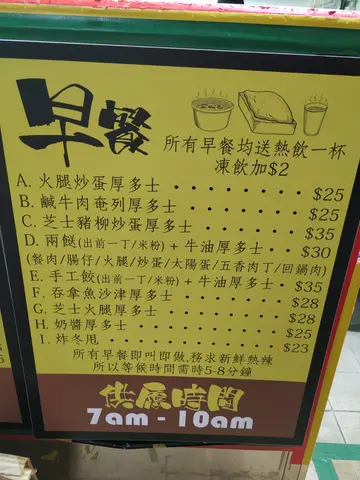 早餐
所有早餐均送熱飲一杯
凍飲加$2
A. 火腿炒蛋厚多士 $25
B. 鹹牛肉奄列厚多士 $25
C. 芝士豬柳炒蛋厚多士 $35
D. 兩餸(出前一丁/米粉) + 牛油厚多士 $30
(餐肉/腸仔/火腿/炒蛋/太陽蛋/五香肉丁/回鍋肉)
E. 手工餃(出前一丁/米粉) + 牛油厚多士 $35
F. 吞拿魚沙律厚多士 $28
G. 芝士火腿厚多士 $28
H. 奶醬厚多士 $25
I. 炸冬甩 $23
所有早餐即叫即做,務求新鮮熱辣
所以等候時間需時5-8分鐘
供應時間
7am - 10am